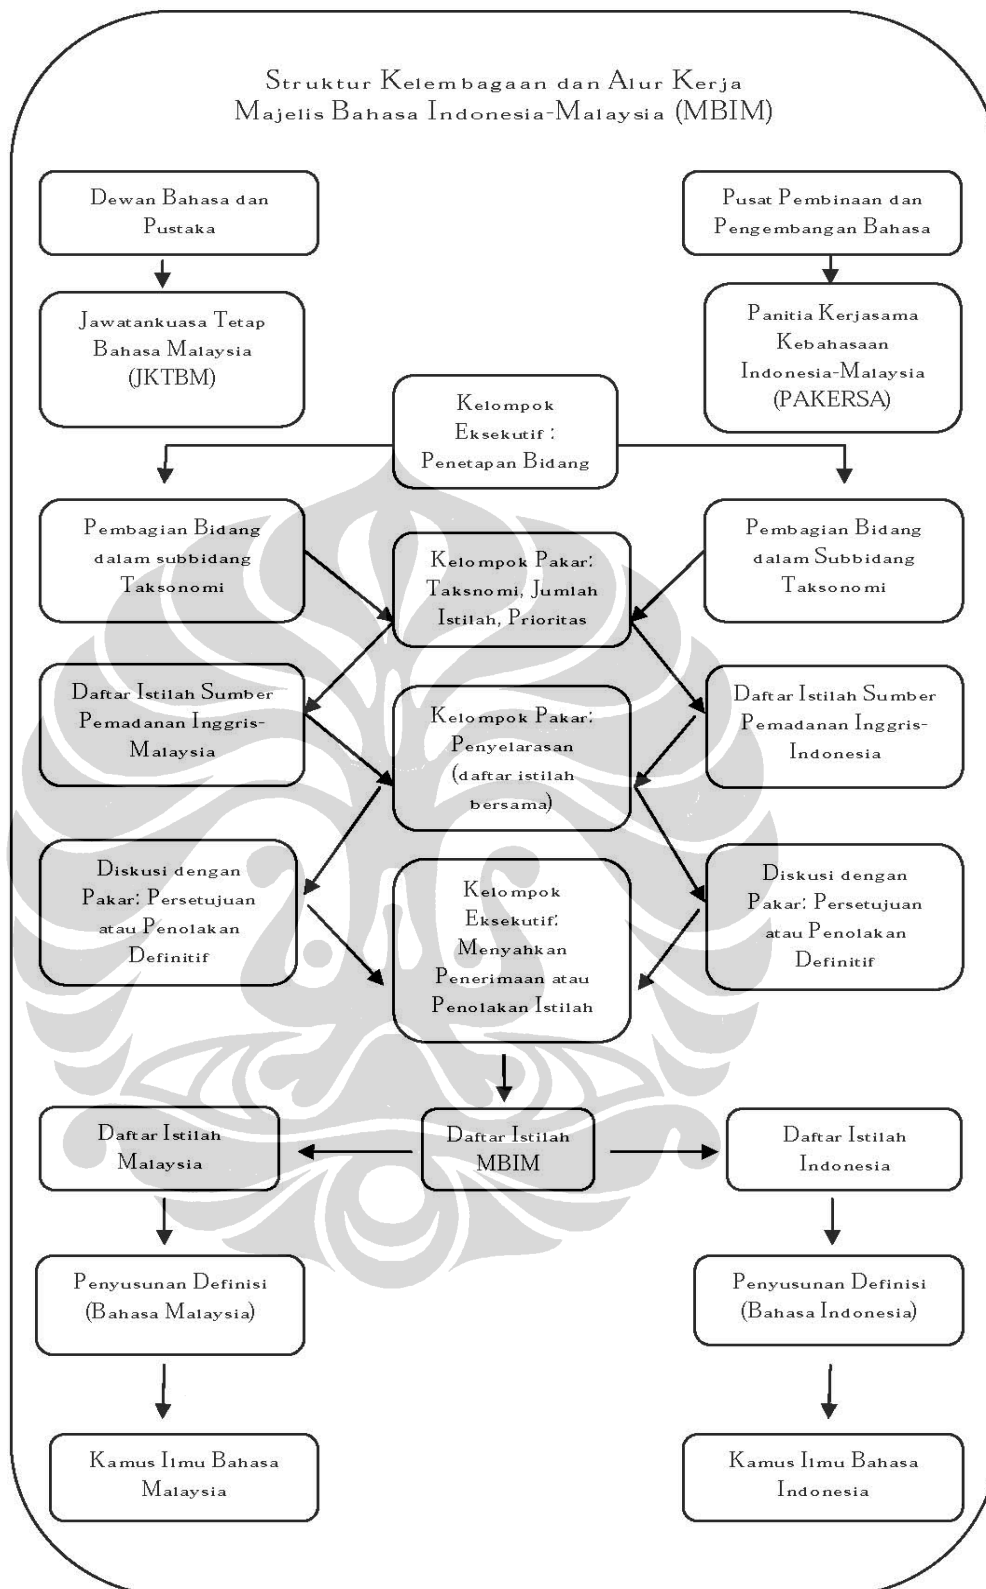 Struktur Kelembagaan dan Alur Kerja
Majelis Bahasa Indonesia-Malaysia (MBIM)
Dewan Bahasa dan
Pustaka
Pusat Pembinaan dan
Pengembangan Bahasa
Jawatankuasa Tetap
Bahasa Malaysia
(JKTBM)
Panitia Kerjasama
Kebahasaan
Indonesia-Malaysia
(PAKERSA)
Kelompok
Eksekutif :
Penetapan Bidang
Pembagian Bidang
dalam subbidang
Taksonomi
Kelompok Pakar:
Taksnomi, Jumlah
Istilah, Prioritas
Pembagian Bidang
dalam Subbidang
Taksonomi
Daftar Istilah Sumber
Pemadanan Inggris-
Malaysia
Kelompok Pakar:
Penyelarasan
(daftar istilah
bersama)
Daftar Istilah Sumber
Pemadanan Inggris-
Indonesia
Diskusi dengan
Pakar: Persetujuan
atau Penolakan
Definitif
Kelompok
Eksekutif:
Menyahkan
Penerimaan atau
Penolakan Istilah
Diskusi dengan
Pakar: Persetujuan
atau Penolakan
Definitif
Daftar Istilah
Malaysia
Daftar Istilah
MBIM
Daftar Istilah
Indonesia
Penyusunan Definisi
(Bahasa Malaysia)
Penyusunan Definisi
(Bahasa Indonesia)
Kamus Ilmu Bahasa
Malaysia
Kamus Ilmu Bahasa
Indonesia